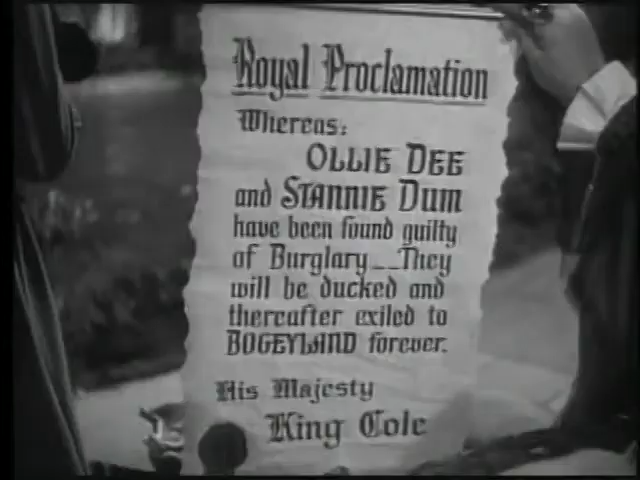 Royal Proclamation
Whereas:
OLLIE DEE
and STANNIE DUM
have been found guilty
of Burglary__They
will be ducked and
thereafter exiled to
BOGEYLAND forever.
His Majesty
King Cole